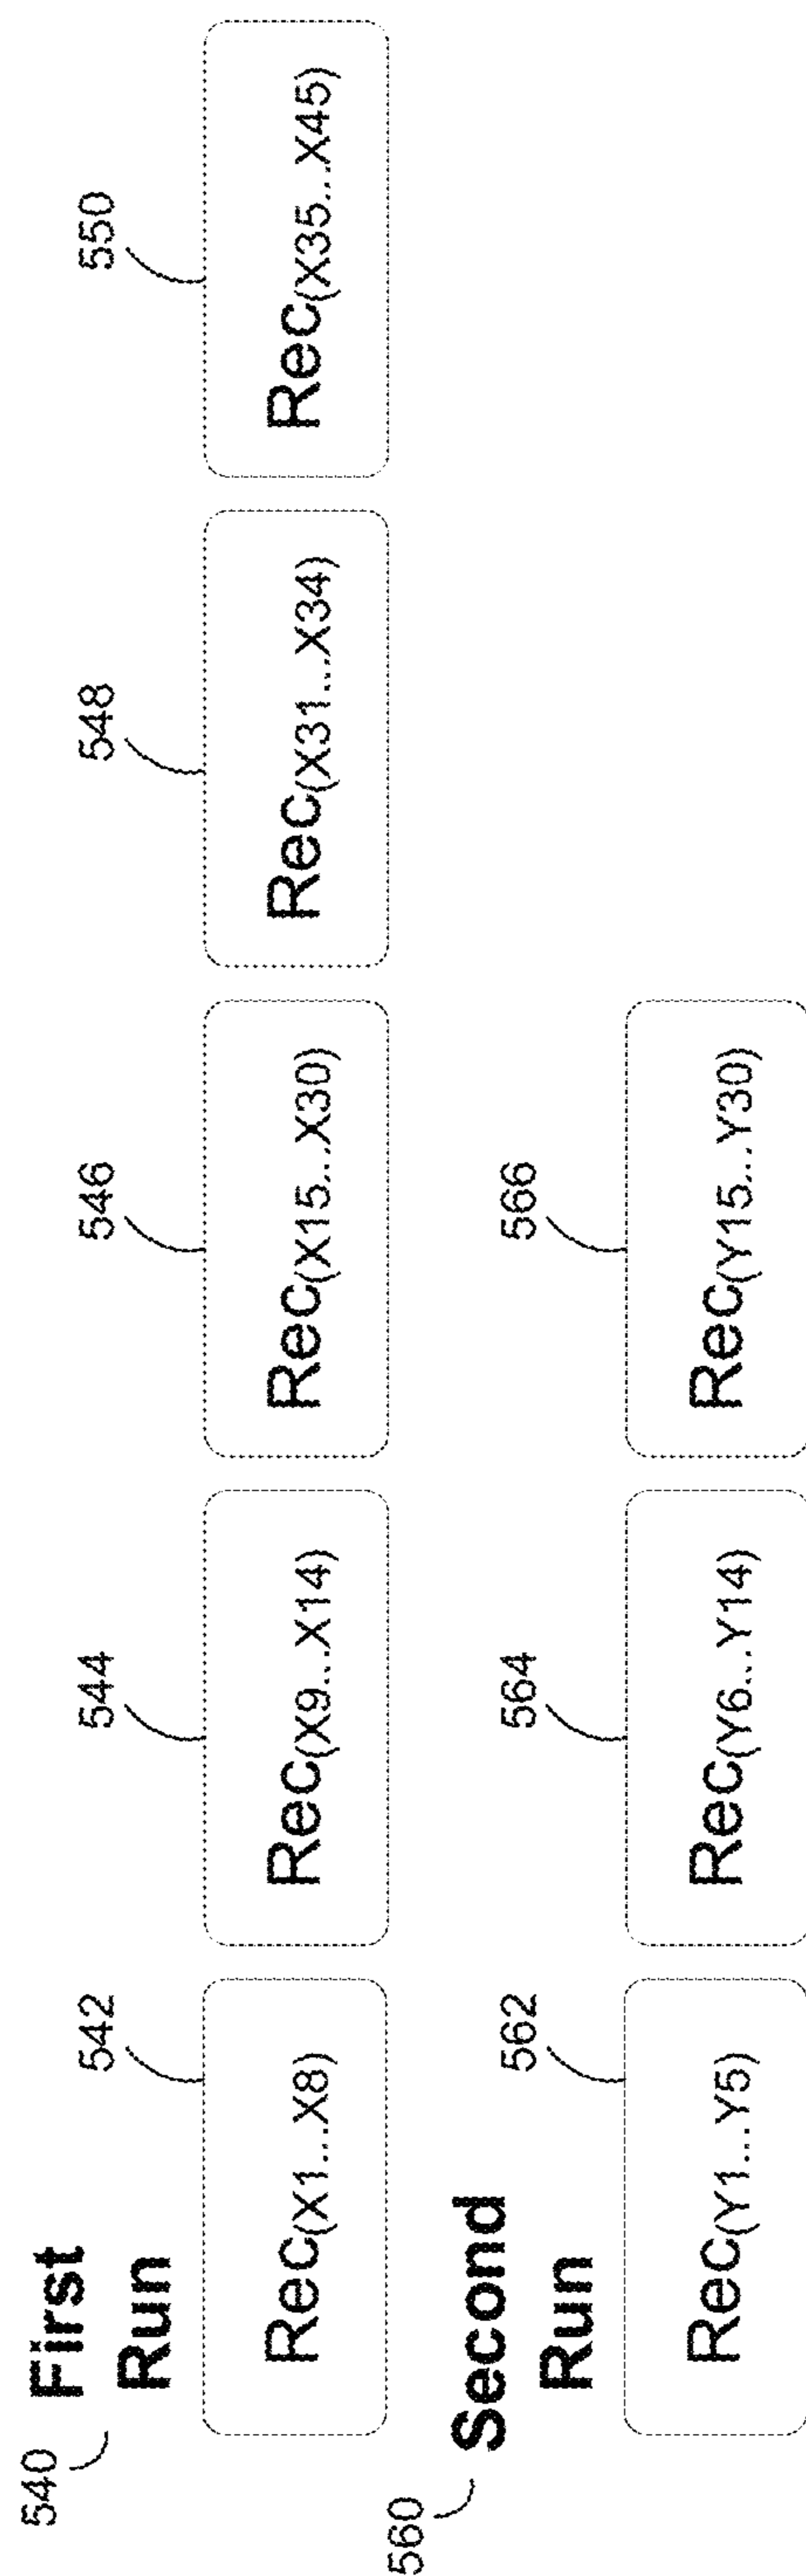 540
First
Run
542
544
546
548
550
Rec(X1...X8)
Rec(X9...X14)
Rec(X15...X30)
Rec(X31...X34)
Rec(X35...X45)
560
Second
Run
562
564
566
Rec(Y1...Y5)
Rec(Y6...Y14)
Rec(Y15...Y30)